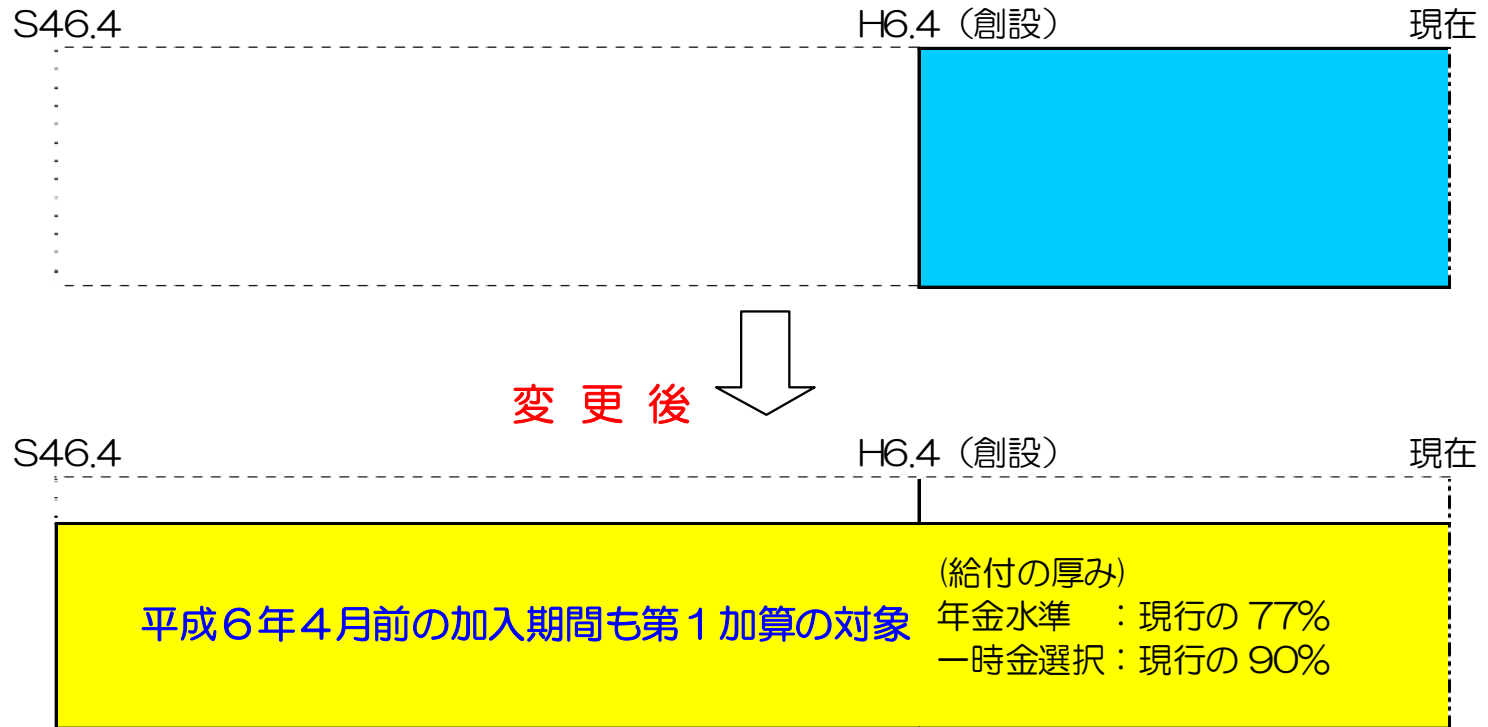 S46.4 H6.4（創設） 現在
変 更 後
S46.4 H6.4（創設） 現在
(給付の厚み)
平成６年４月前の加入期間も第１加算の対象
年金水準　：現行の 77%
一時金選択：現行の 90%